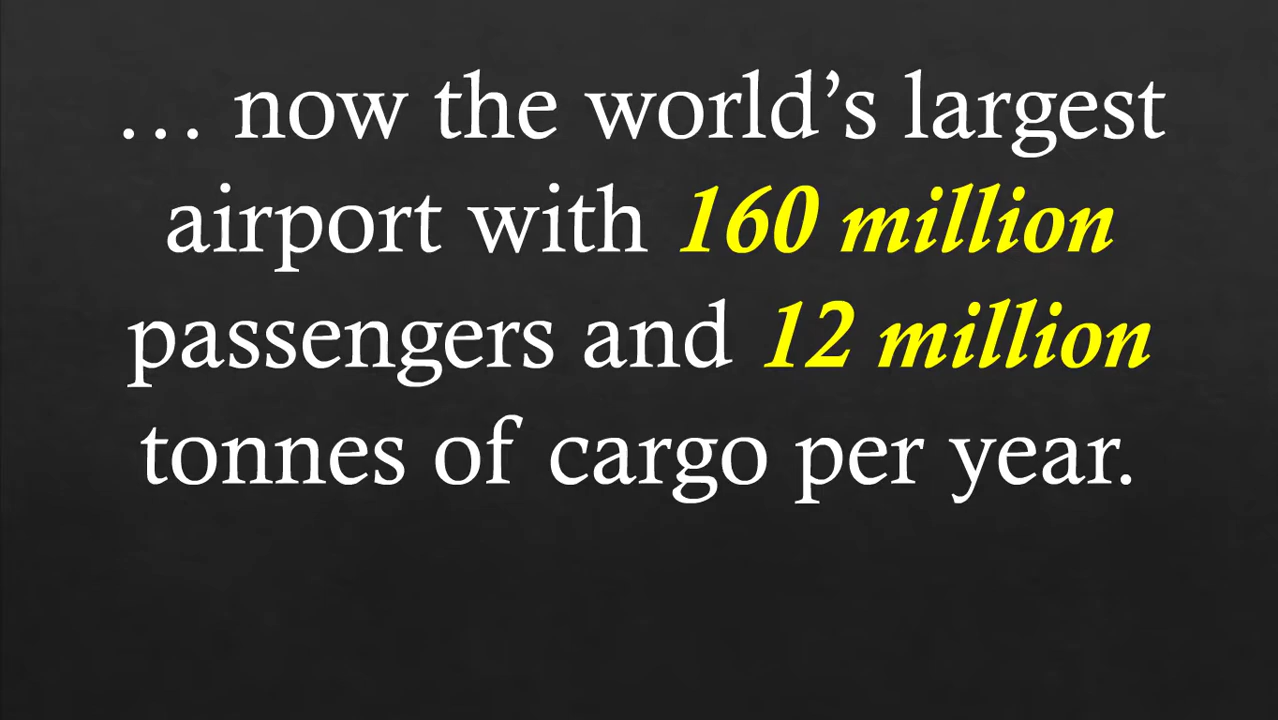 … now the world’s largest
airport with 160 million
passengers and 12 million
tonnes of cargo per year.